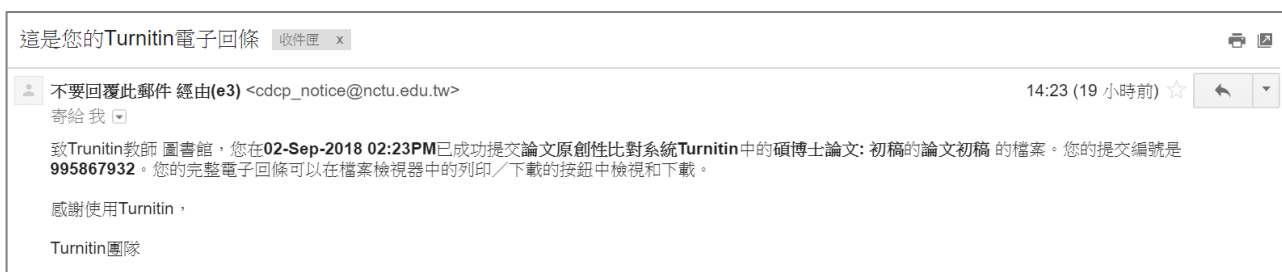 這是您的Turnitin電子回條 收件匣 x
不要回覆此郵件 經由(e3) <cdcp_notice@nctu.edu.tw> 14:23 (19 小時前)
寄給 我
致Trunitin教師 圖書館，您在02-Sep-2018 02:23PM已成功提交論文原創性比對系統Turnitin中的碩博士論文: 初稿的論文初稿 的檔案。您的提交編號是
995867932。您的完整電子回條可以在檔案檢視器中的列印／下載的按鈕中檢視和下載。
感謝使用Turnitin，
Turnitin團隊